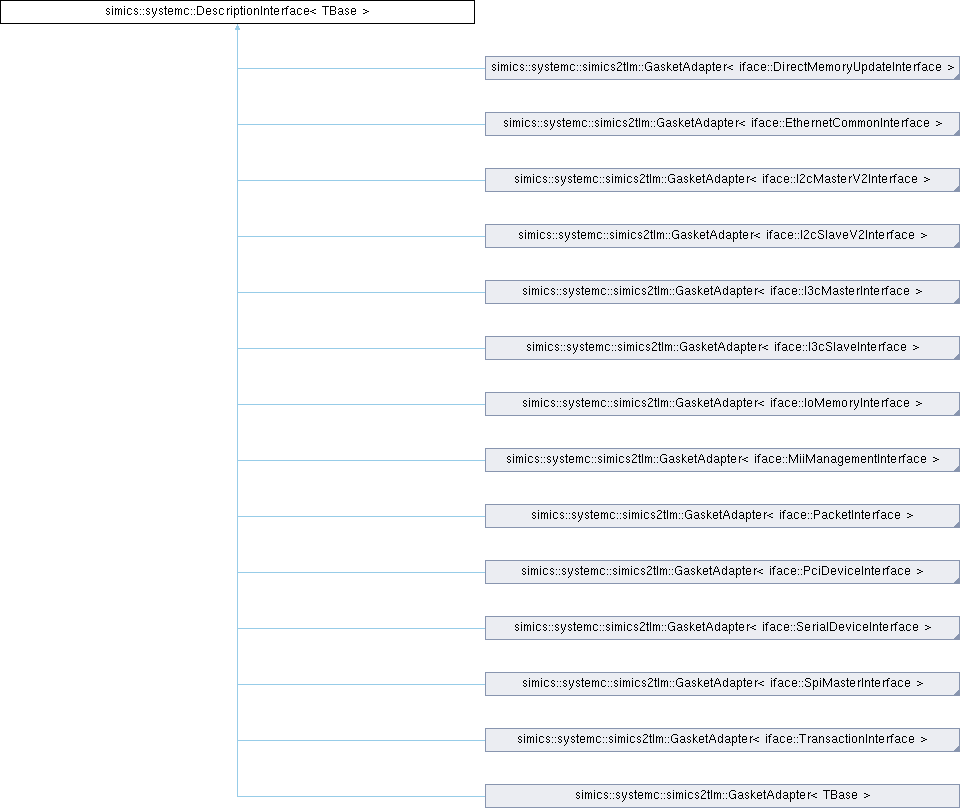 simics::systemc::DescriptionInterface< TBase >
simics::systemc::simics2tlm::GasketAdapter< iface::DirectMemoryUpdateInterface >
simics::systemc::simics2tlm::GasketAdapter< iface::EthernetCommonInterface >
simics::systemc::simics2tlm::GasketAdapter< iface::I2cMasterV2Interface >
simics::systemc::simics2tlm::GasketAdapter< iface::I2cSlaveV2Interface >
simics::systemc::simics2tlm::GasketAdapter< iface::I3cMasterInterface >
simics::systemc::simics2tlm::GasketAdapter< iface::I3cSlaveInterface >
simics::systemc::simics2tlm::GasketAdapter< iface::IoMemoryInterface >
simics::systemc::simics2tlm::GasketAdapter< iface::MiiManagementInterface >
simics::systemc::simics2tlm::GasketAdapter< iface::PacketInterface >
simics::systemc::simics2tlm::GasketAdapter< iface::PciDeviceInterface >
simics::systemc::simics2tlm::GasketAdapter< iface::SerialDeviceInterface >
simics::systemc::simics2tlm::GasketAdapter< iface::SpiMasterInterface >
simics::systemc::simics2tlm::GasketAdapter< iface::TransactionInterface >
simics::systemc::simics2tlm::GasketAdapter< TBase >